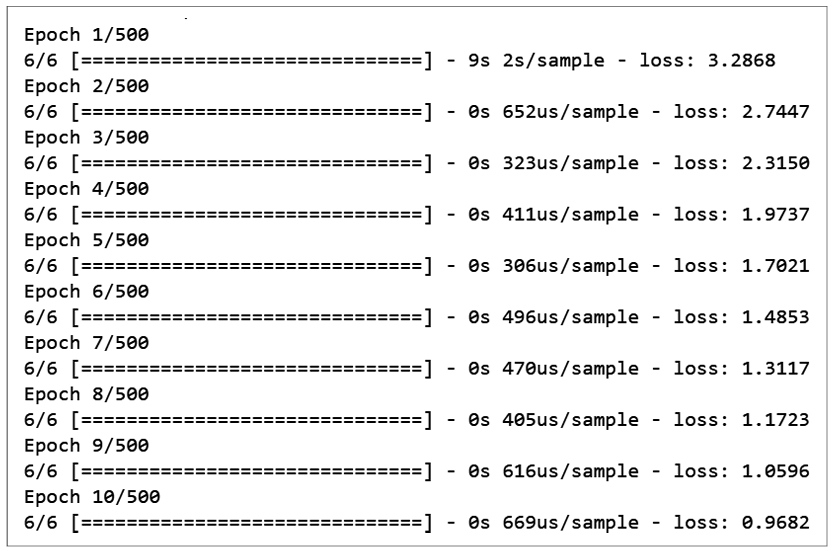 Epoch 1/500
6/6 [==============================] - 9s 2s/sample - loss: 3.2868
Epoch 2/500
6/6 [==============================] - 0s 652us/sample - loss: 2.7447
Epoch 3/500
6/6 [==============================] - 0s 323us/sample - loss: 2.3150
Epoch 4/500
6/6 [==============================] - 0s 411us/sample - loss: 1.9737
Epoch 5/500
6/6 [==============================] - 0s 306us/sample - loss: 1.7021
Epoch 6/500
6/6 [==============================] - 0s 496us/sample - loss: 1.4853
Epoch 7/500
6/6 [==============================] - 0s 470us/sample - loss: 1.3117
Epoch 8/500
6/6 [==============================] - 0s 405us/sample - loss: 1.1723
Epoch 9/500
6/6 [==============================] - 0s 616us/sample - loss: 1.0596
Epoch 10/500
6/6 [==============================] - 0s 669us/sample - loss: 0.9682